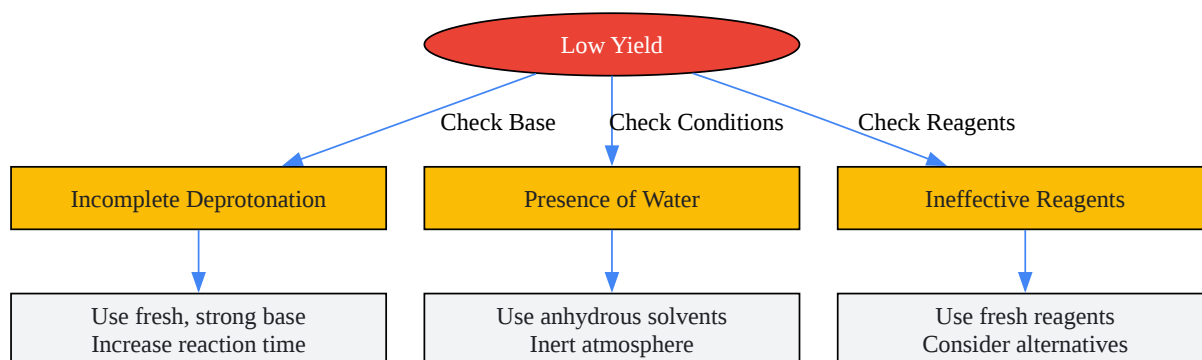 Low Yield
Check Base
Check Conditions
Check Reagents
Incomplete Deprotonation
Presence of Water
Ineffective Reagents
Use fresh, strong base
Increase reaction time
Use anhydrous solvents
Inert atmosphere
Use fresh reagents
Consider alternatives